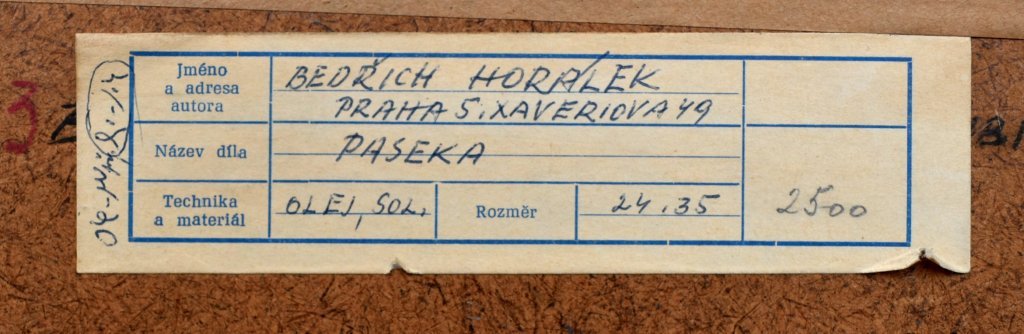 Jméno
a adresa
autora
BEDŘICH HORÁLEK
PRAHA 5. XAVERIOVA 49
Název díla
PASEKA
Technika
a materiál
OLEJ, SOL.
Rozměr
24.35
2500